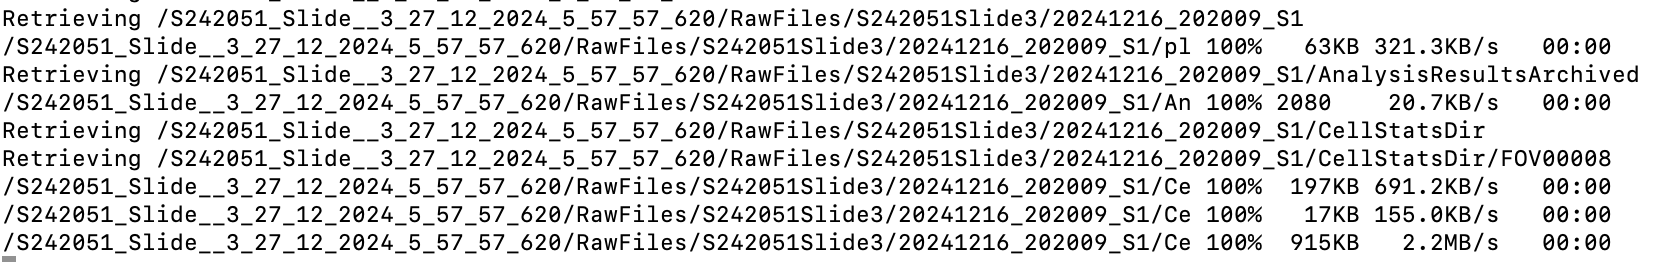 Retrieving /S242051_Slide__3_27_12_2024_5_57_57_620/RawFiles/S242051Slide3/20241216_202009_S1
/S242051_Slide__3_27_12_2024_5_57_57_620/RawFiles/S242051Slide3/20241216_202009_S1/pl 100%   63KB 321.3KB/s   00:00
Retrieving /S242051_Slide__3_27_12_2024_5_57_57_620/RawFiles/S242051Slide3/20241216_202009_S1/AnalysisResultsArchived
/S242051_Slide__3_27_12_2024_5_57_57_620/RawFiles/S242051Slide3/20241216_202009_S1/An 100% 2080    20.7KB/s   00:00
Retrieving /S242051_Slide__3_27_12_2024_5_57_57_620/RawFiles/S242051Slide3/20241216_202009_S1/CellStatsDir
Retrieving /S242051_Slide__3_27_12_2024_5_57_57_620/RawFiles/S242051Slide3/20241216_202009_S1/CellStatsDir/FOV00008
/S242051_Slide__3_27_12_2024_5_57_57_620/RawFiles/S242051Slide3/20241216_202009_S1/Ce 100%  197KB 691.2KB/s   00:00
/S242051_Slide__3_27_12_2024_5_57_57_620/RawFiles/S242051Slide3/20241216_202009_S1/Ce 100%   17KB 155.0KB/s   00:00
/S242051_Slide__3_27_12_2024_5_57_57_620/RawFiles/S242051Slide3/20241216_202009_S1/Ce 100%  915KB   2.2MB/s   00:00